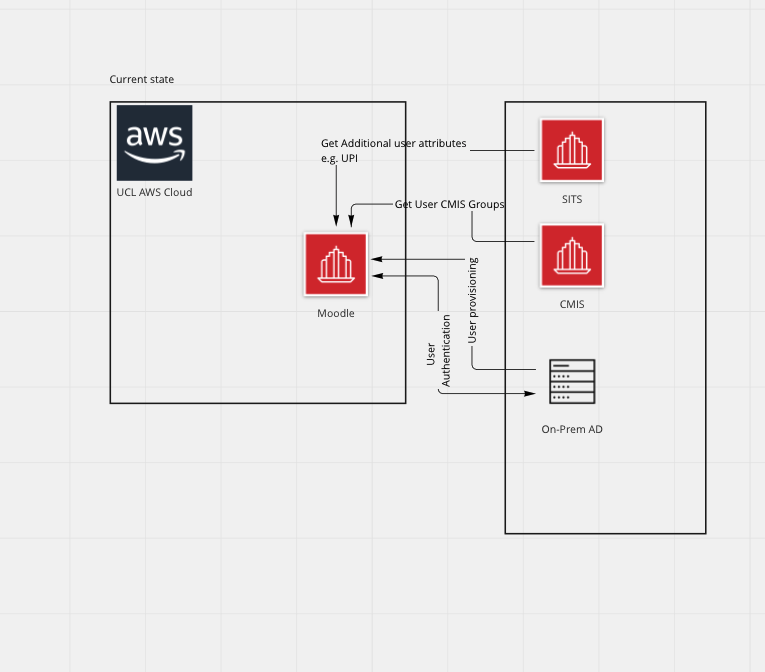 Current state
aws
UCL AWS Cloud
Get Additional user attributes
e.g. UPI
SITS
Get User CMIS Groups
CMIS
Moodle
User provisioning
User
Authentication
On-Prem AD